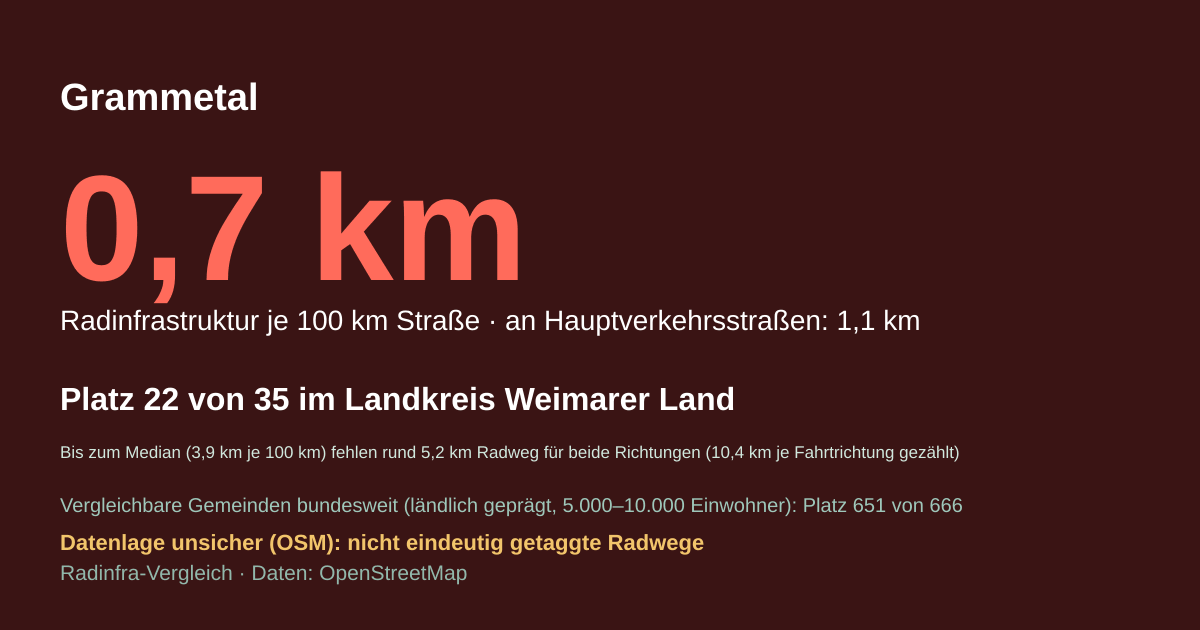 Grammetal
0,7 km
Radinfrastruktur je 100 km Straße · an Hauptverkehrsstraßen: 1,1 km
Platz 22 von 35 im Landkreis Weimarer Land
Bis zum Median (3,9 km je 100 km) fehlen rund 5,2 km Radweg für beide Richtungen (10,4 km je Fahrtrichtung gezählt)
Vergleichbare Gemeinden bundesweit (ländlich geprägt, 5.000–10.000 Einwohner): Platz 651 von 666
Datenlage unsicher (OSM): nicht eindeutig getaggte Radwege
Radinfra-Vergleich · Daten: OpenStreetMap